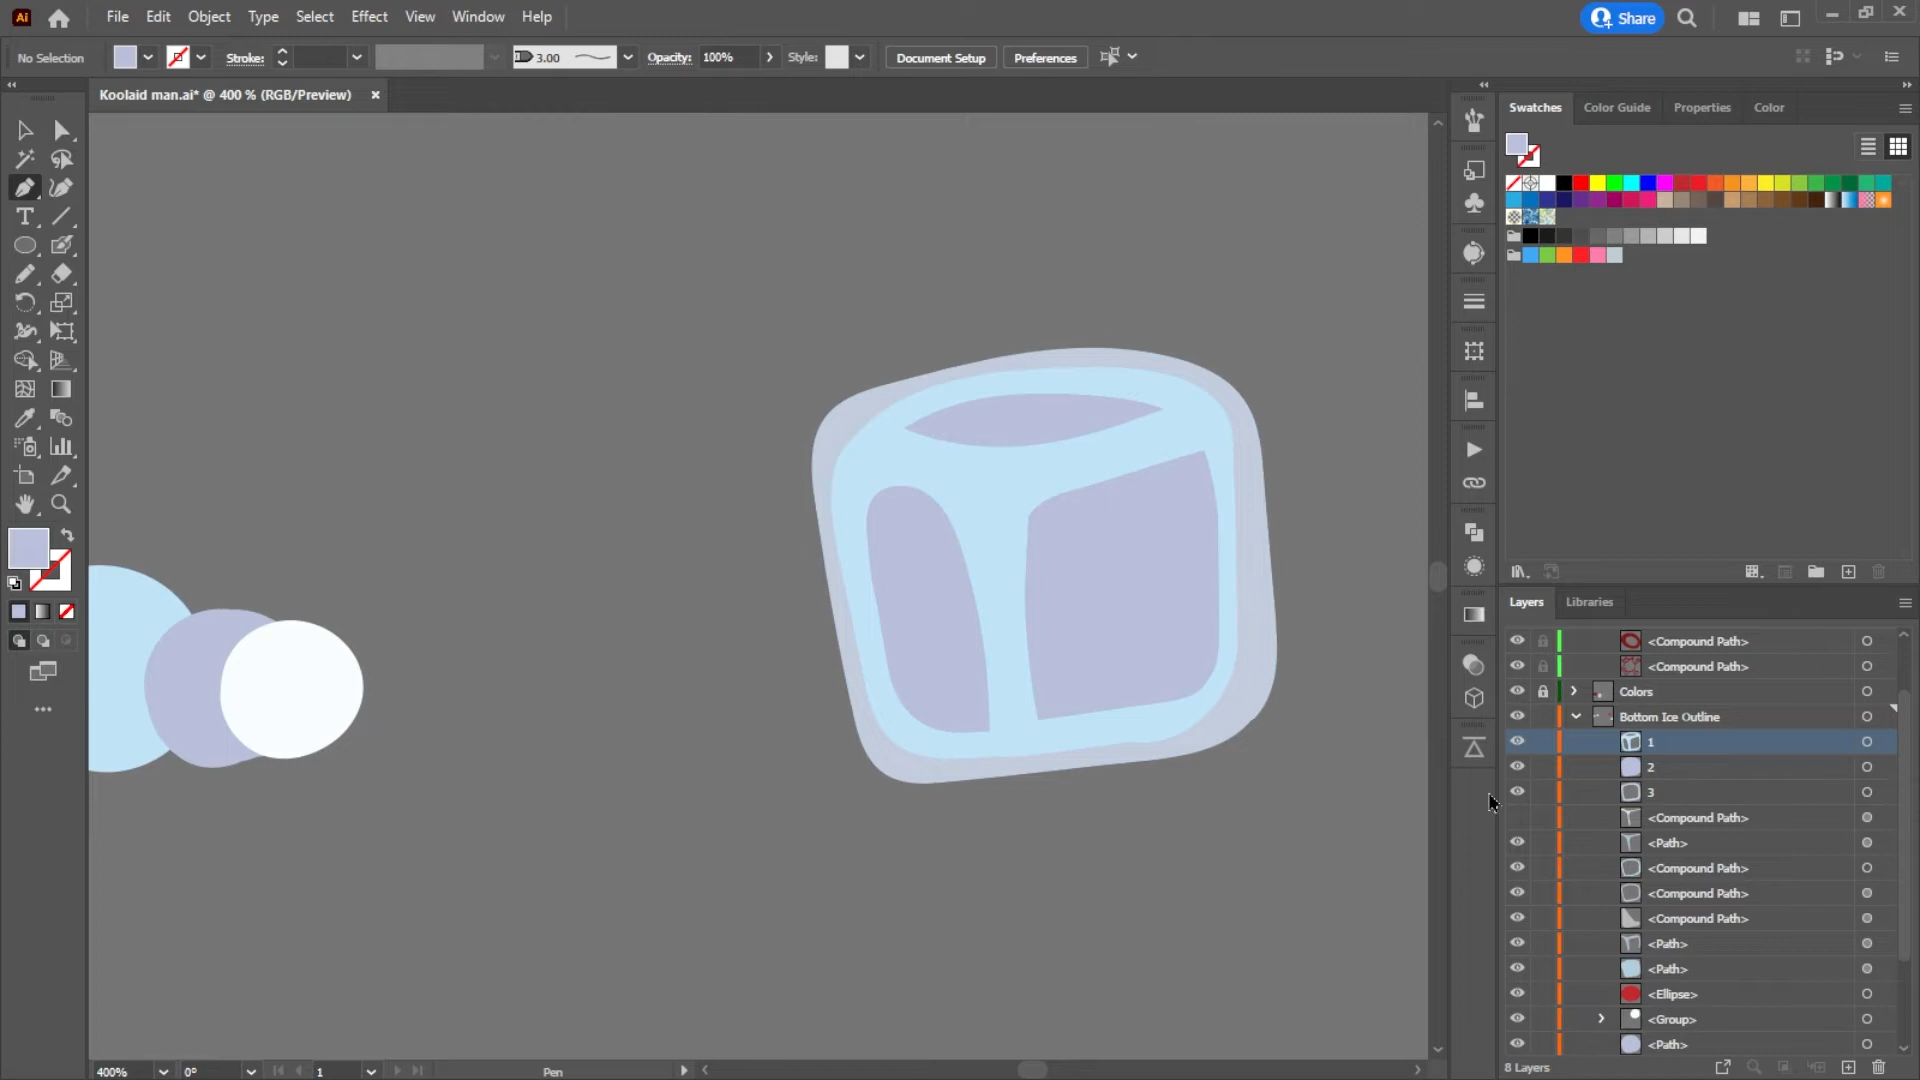 Ai File Edit Object Type Select Effect View Window Help Share
No Selection Stroke: 3.00 Opacity: 100% Style: Document Setup Preferences
Koolaid man.ai* @ 400 % (RGB/Preview)
Swatches Color Guide Properties Color
Layers Libraries
<Compound Path>
<Compound Path>
Colors
Bottom Ice Outline
1
2
3
<Compound Path>
<Path>
<Compound Path>
<Compound Path>
<Compound Path>
<Path>
<Path>
<Ellipse>
<Group>
<Path>
8 Layers
400% 0° 1 Pen